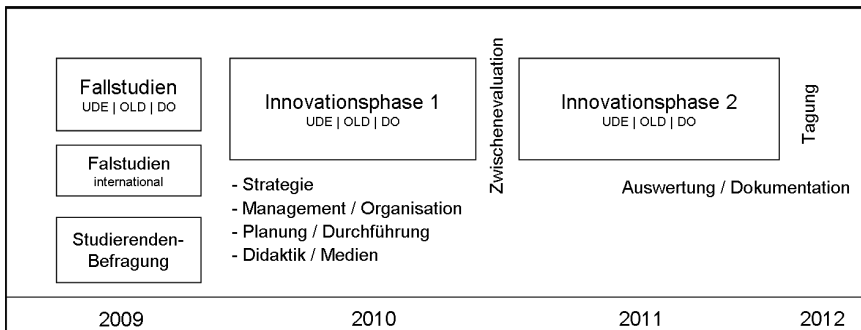 Fallstudien
UDE | OLD | DO
Falstudien
international
Studierenden-
Befragung
Innovationsphase 1
UDE | OLD | DO
- Strategie
- Management / Organisation
- Planung / Durchführung
- Didaktik / Medien
Zwischenevaluation
Innovationsphase 2
UDE | OLD | DO
Auswertung / Dokumentation
Tagung
2009
2010
2011
2012